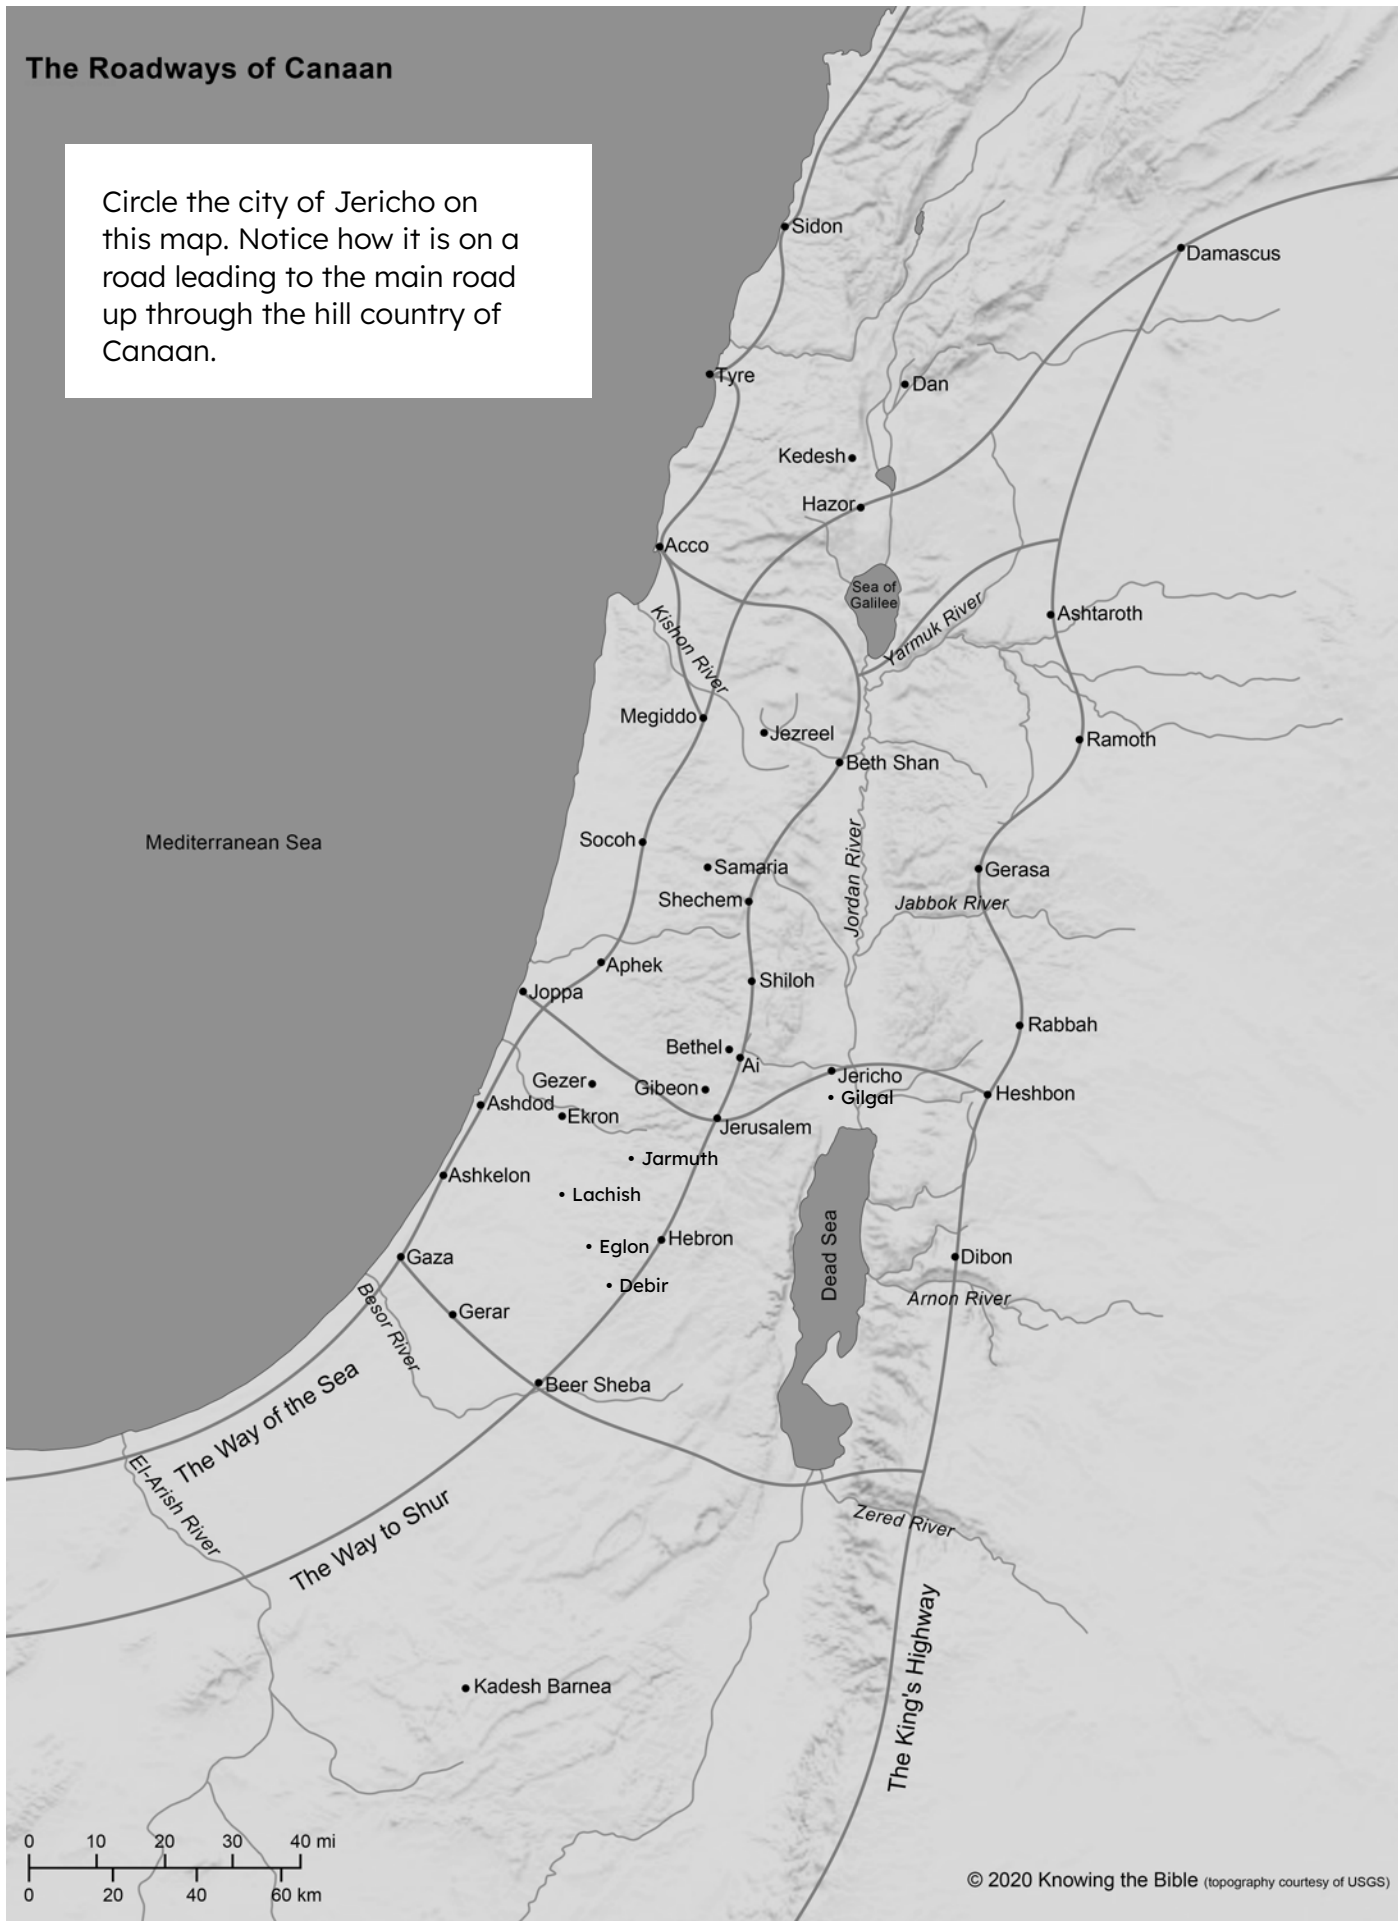 The Roadways of Canaan
Circle the city of Jericho on
this map. Notice how it is on a
road leading to the main road
up through the hill country of
Canaan.
Sidon
Damascus
Tyre
Dan
Kedesh
Hazor
Acco
Sea of
Galilee
Kishon River
Yarmuk River
Ashtaroth
Megiddo
Jezreel
Ramoth
Beth Shan
Mediterranean Sea
Socoh
Samaria
Jordan River
Gerasa
Shechem
Jabbok River
Aphek
Shiloh
Joppa
Rabbah
Bethel
Ai
Jericho
Gezer
Gibeon
Gilgal
Heshbon
Ashdod
Ekron
Jerusalem
Jarmuth
Ashkelon
Lachish
Dead Sea
Hebron
Eglon
Gaza
Dibon
Debir
Arnon River
Besor River
Gerar
Beer Sheba
The Way of the Sea
El-Arish River
The Way to Shur
Zered River
The King's Highway
Kadesh Barnea
0 10 20 30 40 mi
0 20 40 60 km
© 2020 Knowing the Bible (topography courtesy of USGS)